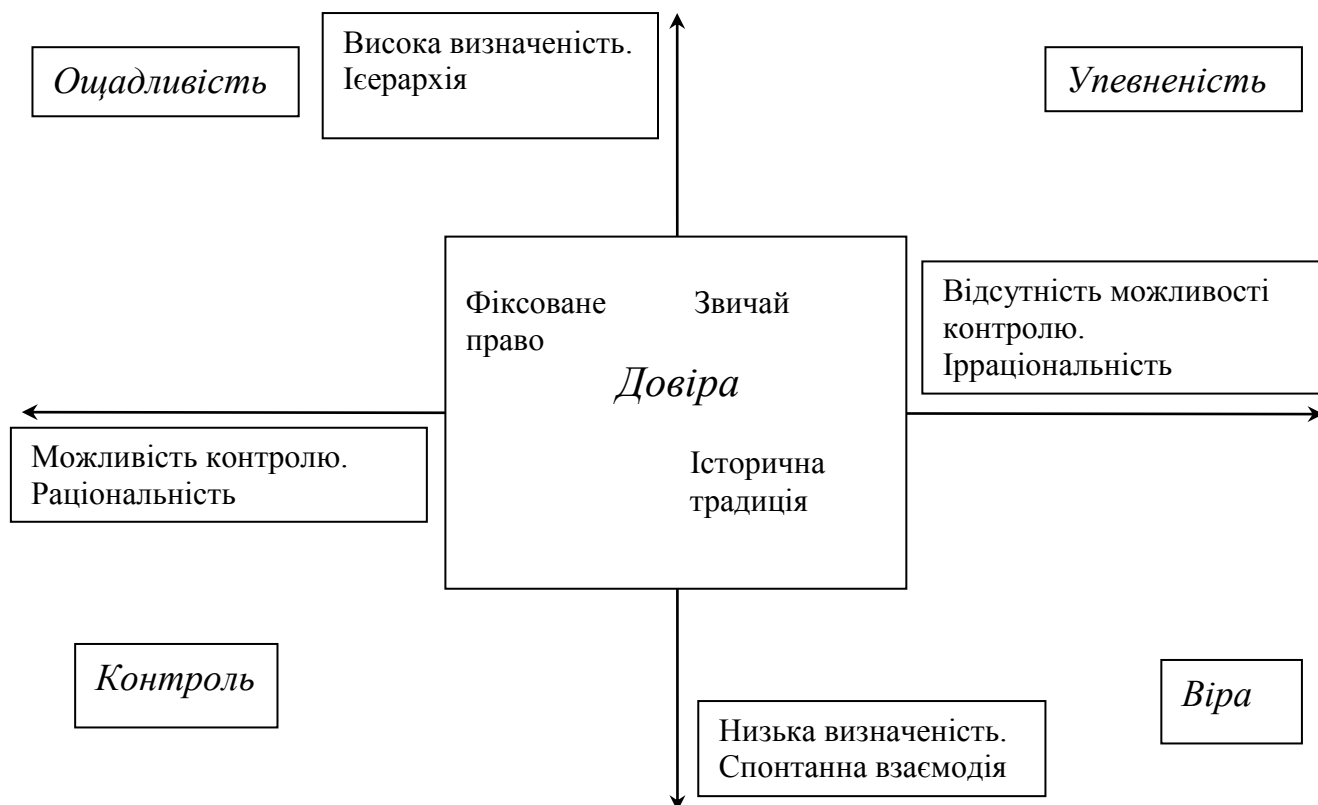 Ощадливість
Висока визначеність.
Ієерархія
Упевненість
Фіксоване
право
Звичай
Довіра
Історична
традиція
Відсутність можливості
контролю.
Ірраціональність
Можливість контролю.
Раціональність
Контроль
Низька визначеність.
Спонтанна взаємодія
Віра